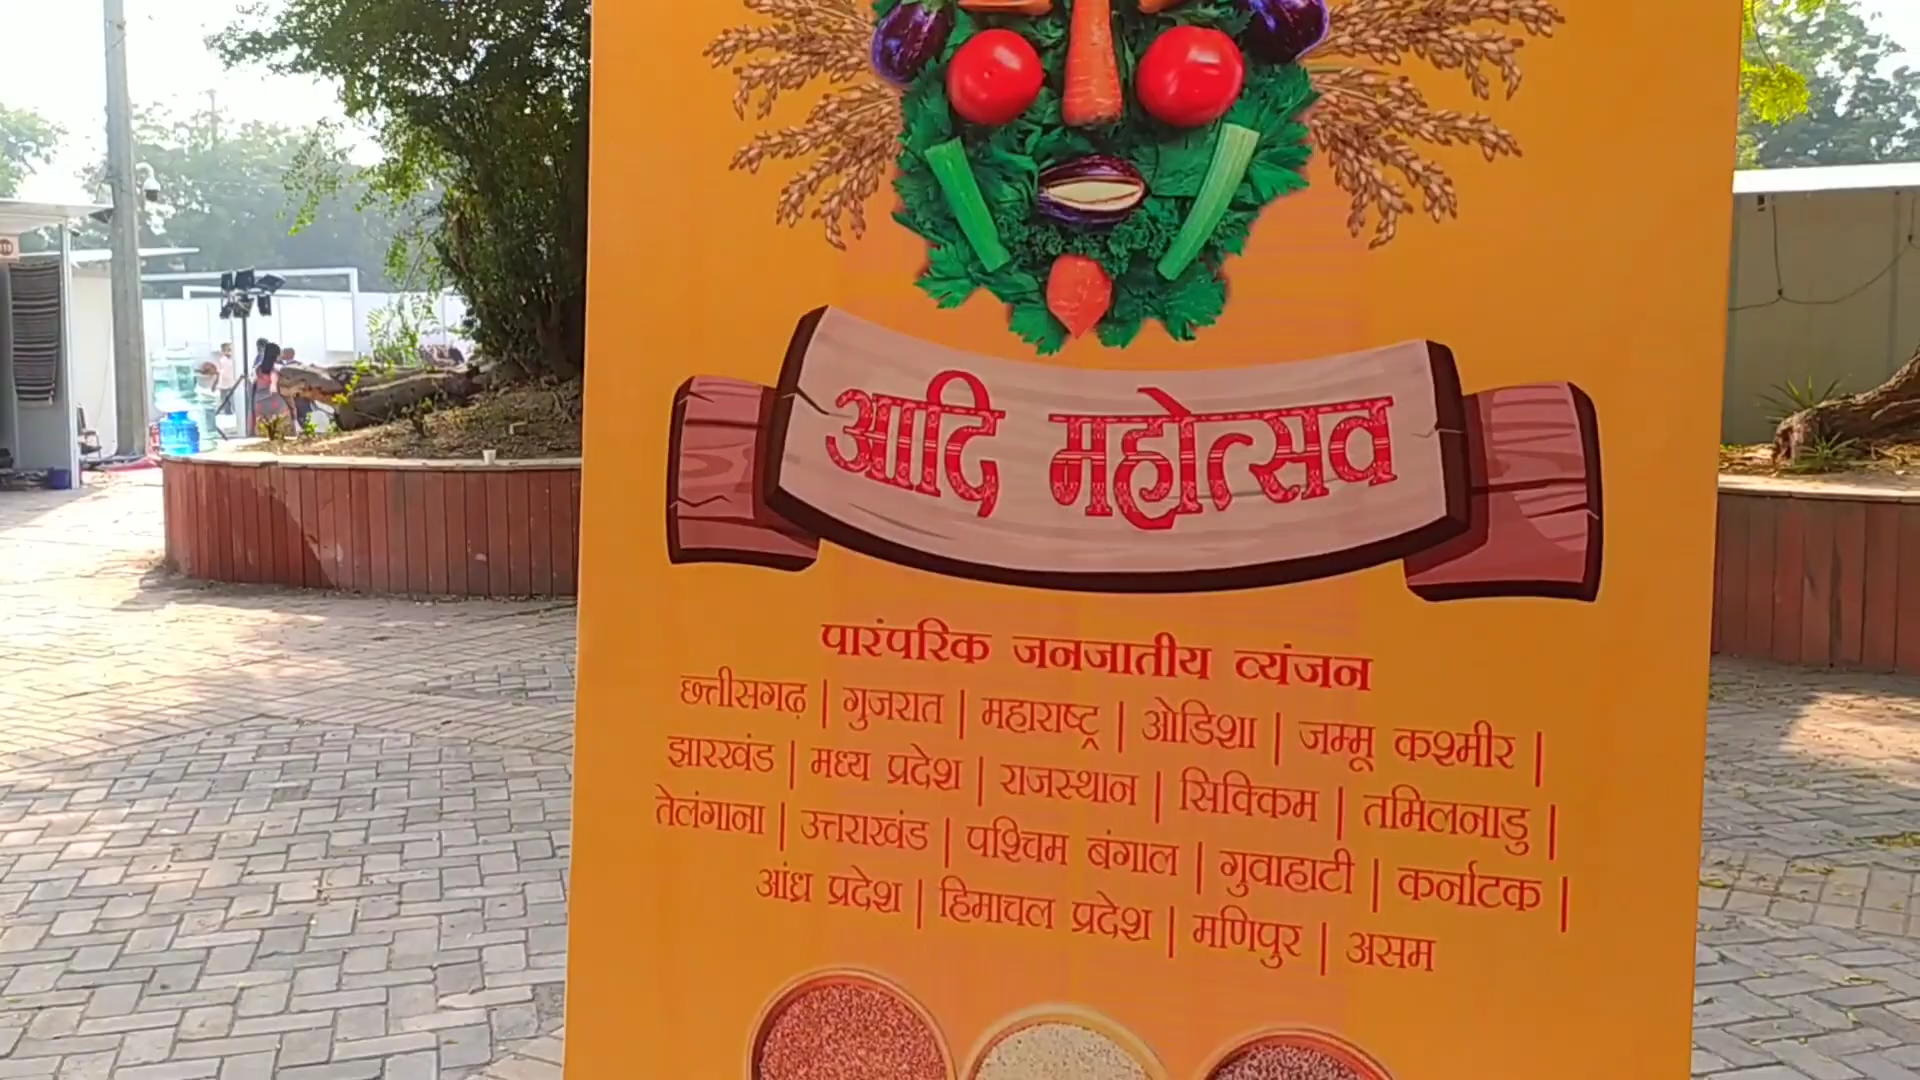 आदि महोत्सव
पारंपरिक जनजातीय व्यंजन
छत्तीसगढ़ | गुजरात | महाराष्ट्र | ओडिशा | जम्मू कश्मीर |
झारखंड | मध्य प्रदेश | राजस्थान | सिक्किम | तमिलनाडु |
तेलंगाना | उत्तराखंड | पश्चिम बंगाल | गुवाहाटी | कर्नाटक |
आंध्र प्रदेश | हिमाचल प्रदेश | मणिपुर | असम